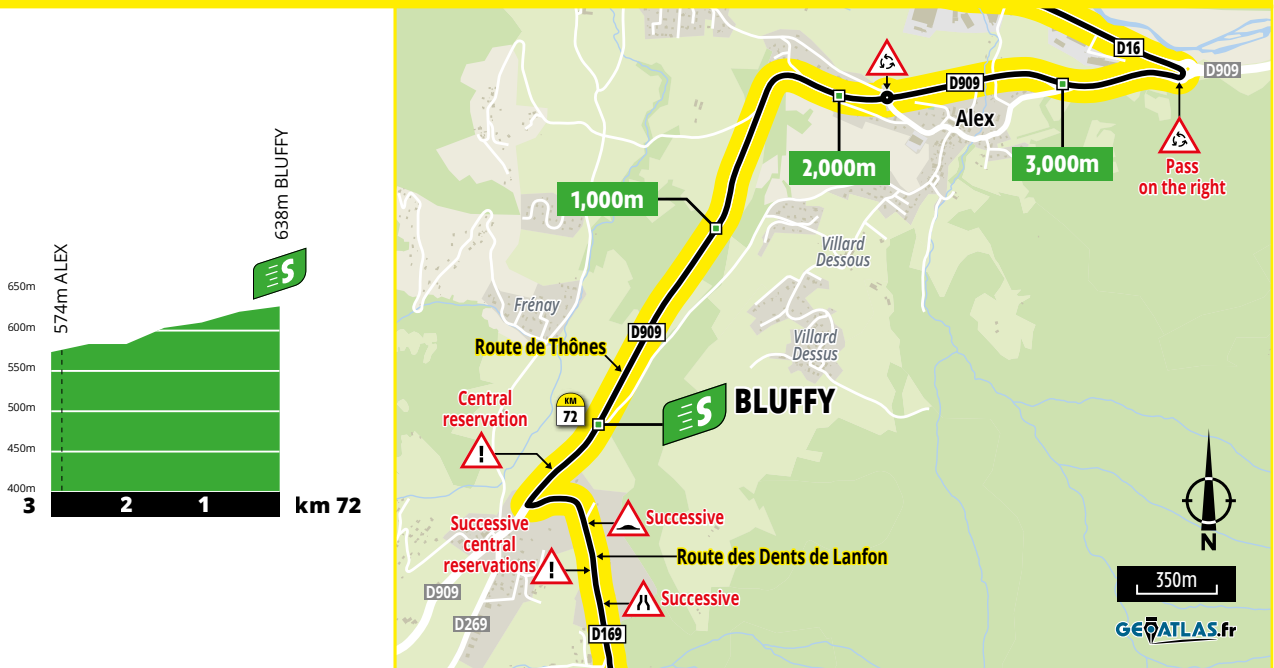 574m ALEX
638m BLUFFY
S
650m
600m
550m
500m
450m
400m
3
2
1
km 72
D16
D909
D909
Alex
2,000m
3,000m
Pass
on the right
1,000m
Villard
Dessous
Frénay
D909
Route de Thônes
Villard
Dessus
KM
72
S
BLUFFY
Central
reservation
!
Successive
Successive
central
reservations
!
Route des Dents de Lanfon
Successive
D909
D269
D169
N
350m
GEOATLAS.fr